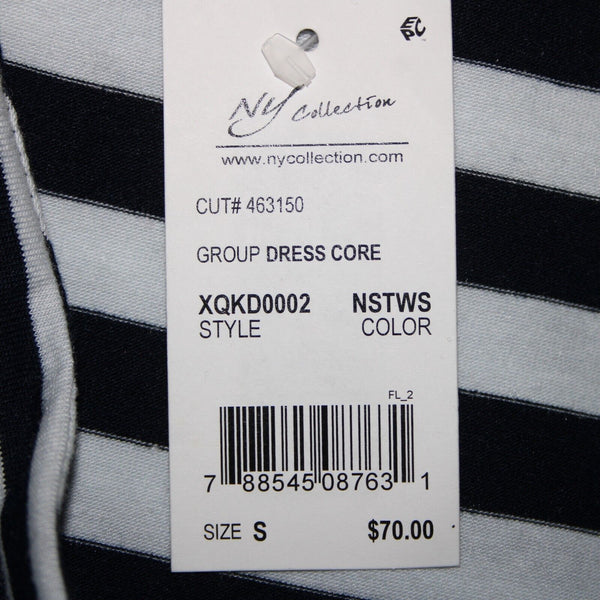 EPC
NY Collection
www.nycollection.com
CUT# 463150
GROUP DRESS CORE
XQKD0002 NSTWS
STYLE COLOR
FL_2
7 88545 08763 1
SIZE S $70.00